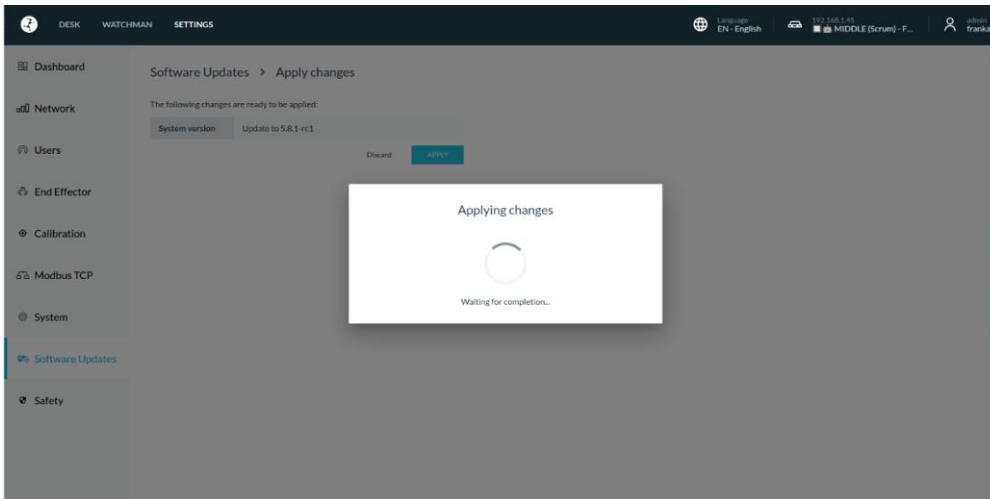 DESK WATCHMAN SETTINGS
Language
EN - English
192.168.1.45
MIDDLE (Scrum) - F...
admin
franka
Dashboard
Network
Users
End Effector
Calibration
Modbus TCP
System
Software Updates
Safety
Software Updates > Apply changes
The following changes are ready to be applied:
System version Update to 5.8.1-rc1
Discard APPLY
Applying changes
Waiting for completion...